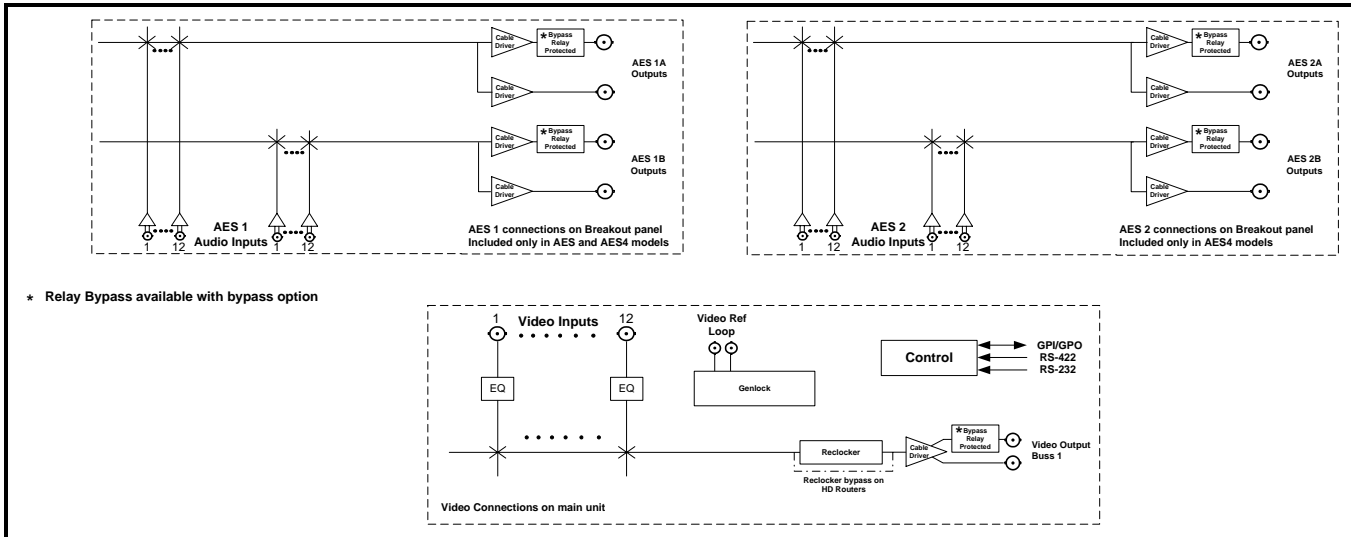 Cable
Driver
* Bypass
Relay
Protected
AES 1A
Outputs
Cable
Driver
Cable
Driver
* Bypass
Relay
Protected
AES 1B
Outputs
Cable
Driver
AES 1
Audio Inputs
1
12
1
12
AES 1 connections on Breakout panel
Included only in AES and AES4 models
Cable
Driver
* Bypass
Relay
Protected
AES 2A
Outputs
Cable
Driver
Cable
Driver
* Bypass
Relay
Protected
AES 2B
Outputs
Cable
Driver
AES 2
Audio Inputs
1
12
1
12
AES 2 connections on Breakout panel
Included only in AES4 models
* Relay Bypass available with bypass option
1
Video Inputs
12
Video Ref
Loop
EQ
EQ
Genlock
Control
GPI/GPO
RS-422
RS-232
Reclocker
Reclocker bypass on
HD Routers
Cable
Driver
* Bypass
Relay
Protected
Video Output
Buss 1
Video Connections on main unit